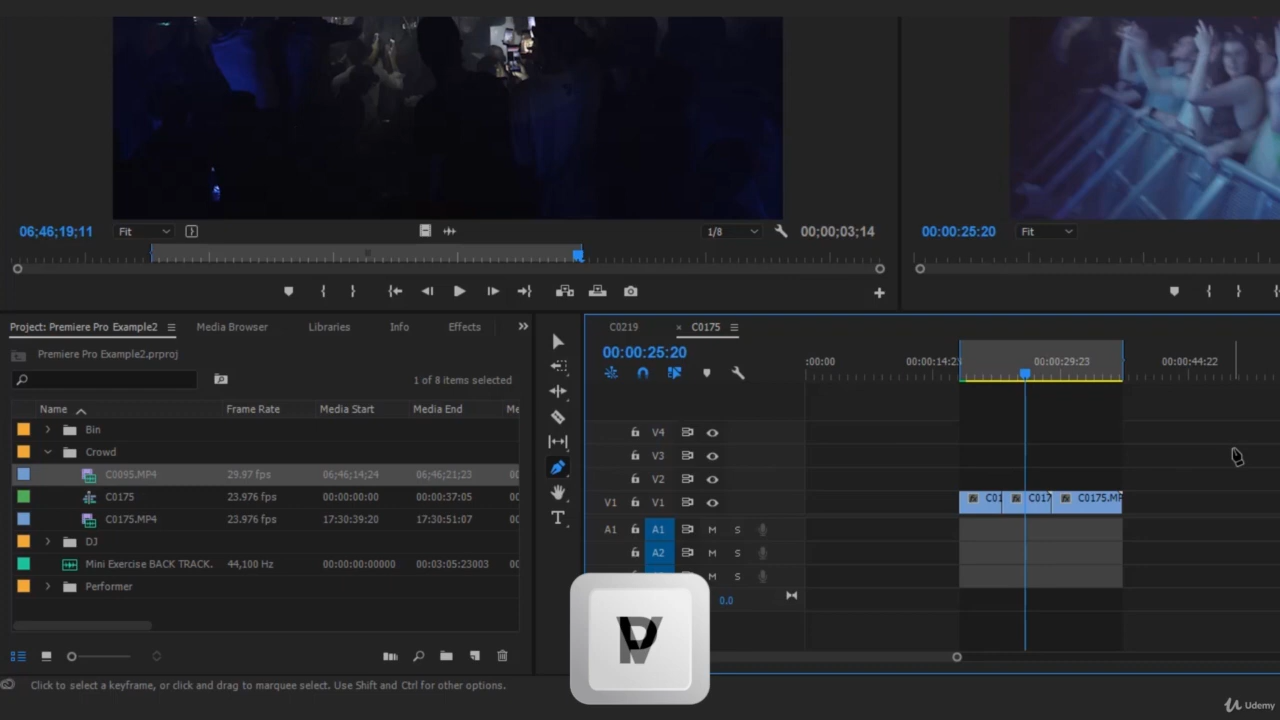 06;46;19;11 Fit 1/8 00;00;03;14 00:00:25:20 Fit
Project: Premiere Pro Example2 Media Browser Libraries Info Effects
Premiere Pro Example2.prproj
1 of 8 items selected
Name Frame Rate Media Start Media End Me
Bin
Crowd
C0095.MP4 29.97 fps 06;46;14;24 06;46;21;23 00
C0175 23.976 fps 00:00:00:00 00:00:37:05 00
C0175.MP4 23.976 fps 17:30:39:20 17:30:51:07 00
DJ
Mini Exercise BACK TRACK. 44,100 Hz 00:00:00:00000 00:03:05:23003 00
Performer
Click to select a keyframe, or click and drag to marquee select. Use Shift and Ctrl for other options.
C0219 × C0175
00:00:25:20
:00:00 00:00:14:23 00:00:29:23 00:00:44:22
V4
V3
V2
V1 V1 C01 C017 C0175.MP
A1 A1 M S
A2 M S
M S
0.0
T
Udemy